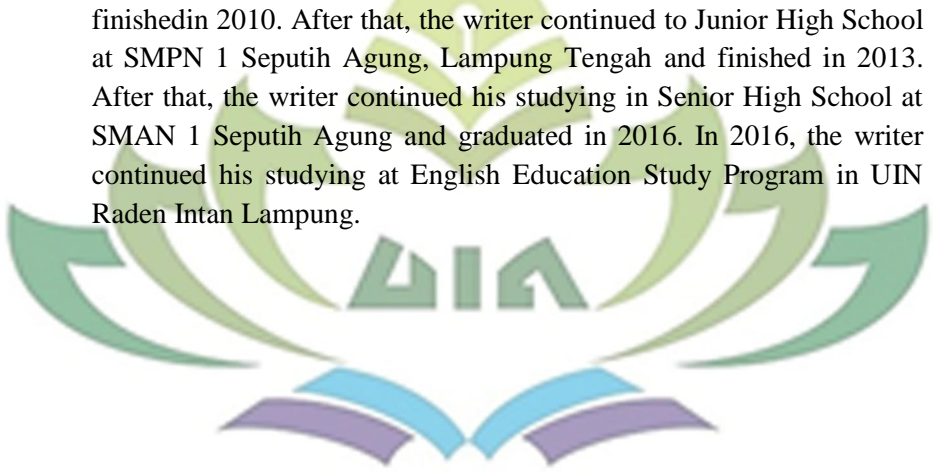 finishedin 2010. After that, the writer continued to Junior High School
at SMPN 1 Seputih Agung, Lampung Tengah and finished in 2013.
After that, the writer continued his studying in Senior High School at
SMAN 1 Seputih Agung and graduated in 2016. In 2016, the writer
continued his studying at English Education Study Program in UIN
Raden Intan Lampung.
UIN